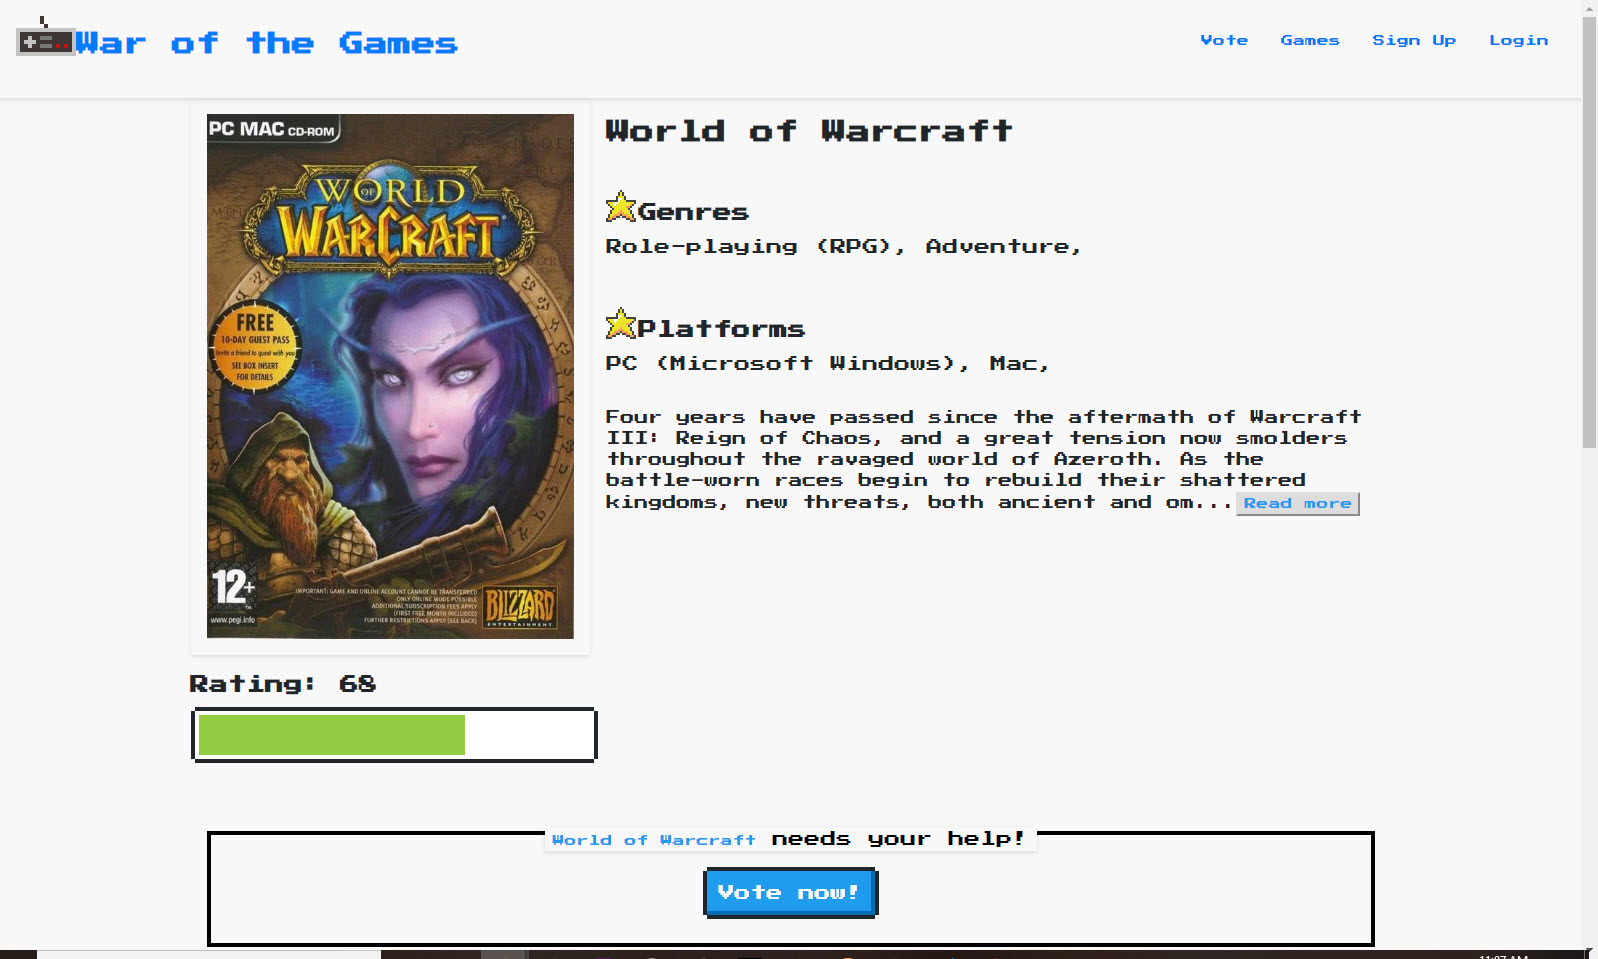 War of the Games
Vote Games Sign Up Login
PC MAC CD-ROM
WORLD
OF
WARCRAFT
FREE
10-DAY GUEST PASS
Invite a friend to quest with you
SEE BOX INSERT
FOR DETAILS
12+
www.pegi.info
IMPORTANT: GAME AND ONLINE ACCOUNT CANNOT BE TRANSFERRED
ONLY ONLINE MODE POSSIBLE
ADDITIONAL SUBSCRIPTION FEES APPLY
(FIRST FREE MONTH INCLUDED)
FURTHER RESTRICTIONS APPLY (SEE BACK)
BLIZZARD
ENTERTAINMENT
World of Warcraft
Genres
Role-playing (RPG), Adventure,
Platforms
PC (Microsoft Windows), Mac,
Four years have passed since the aftermath of Warcraft
III: Reign of Chaos, and a great tension now smolders
throughout the ravaged world of Azeroth. As the
battle-worn races begin to rebuild their shattered
kingdoms, new threats, both ancient and om... Read more
Rating: 68
World of Warcraft needs your help!
Vote now!